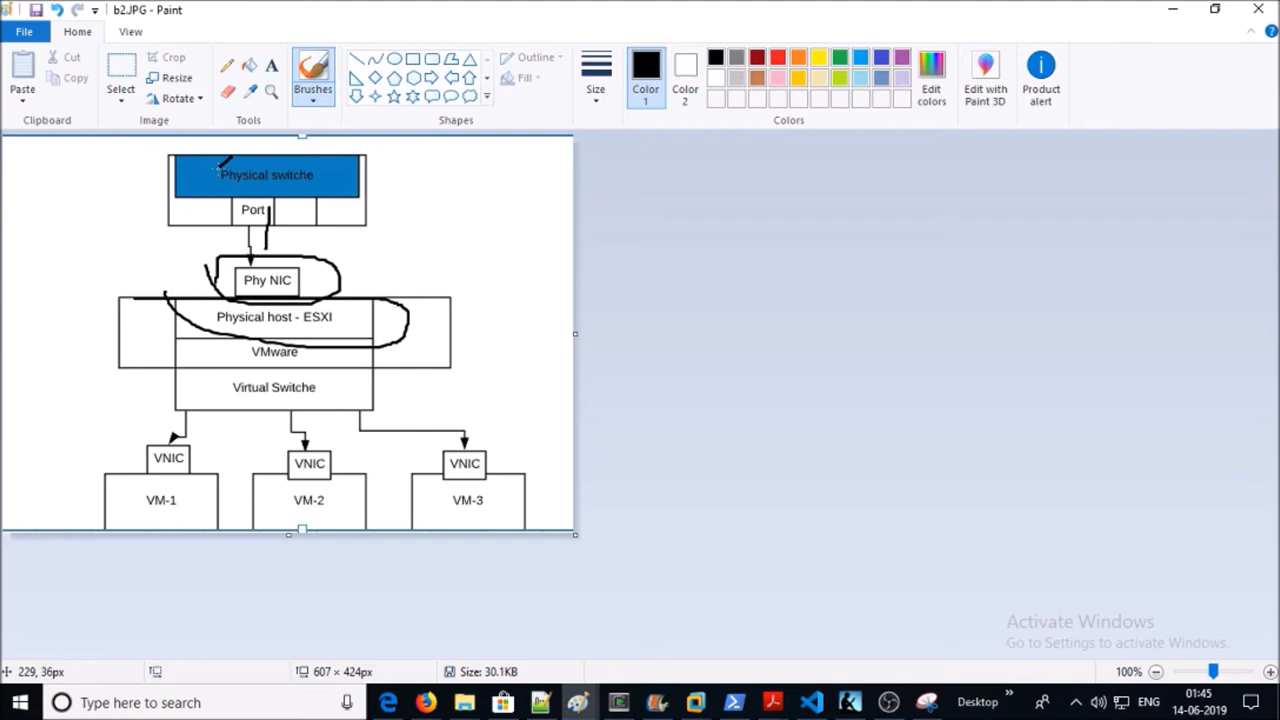 b2.JPG - Paint
File Home View
Paste
Cut
Copy
Clipboard
Select
Crop
Resize
Rotate
Image
Tools
Brushes
Outline
Fill
Shapes
Size
Color 1
Color 2
Edit colors
Edit with Paint 3D
Product alert
Colors
Physical switche
Port
Phy NIC
Physical host - ESXI
VMware
Virtual Switche
VNIC VNIC VNIC
VM-1 VM-2 VM-3
Activate Windows
Go to Settings to activate Windows.
229, 36px 607 × 424px Size: 30.1KB 100%
Type here to search Desktop ENG 01:45
14-06-2019